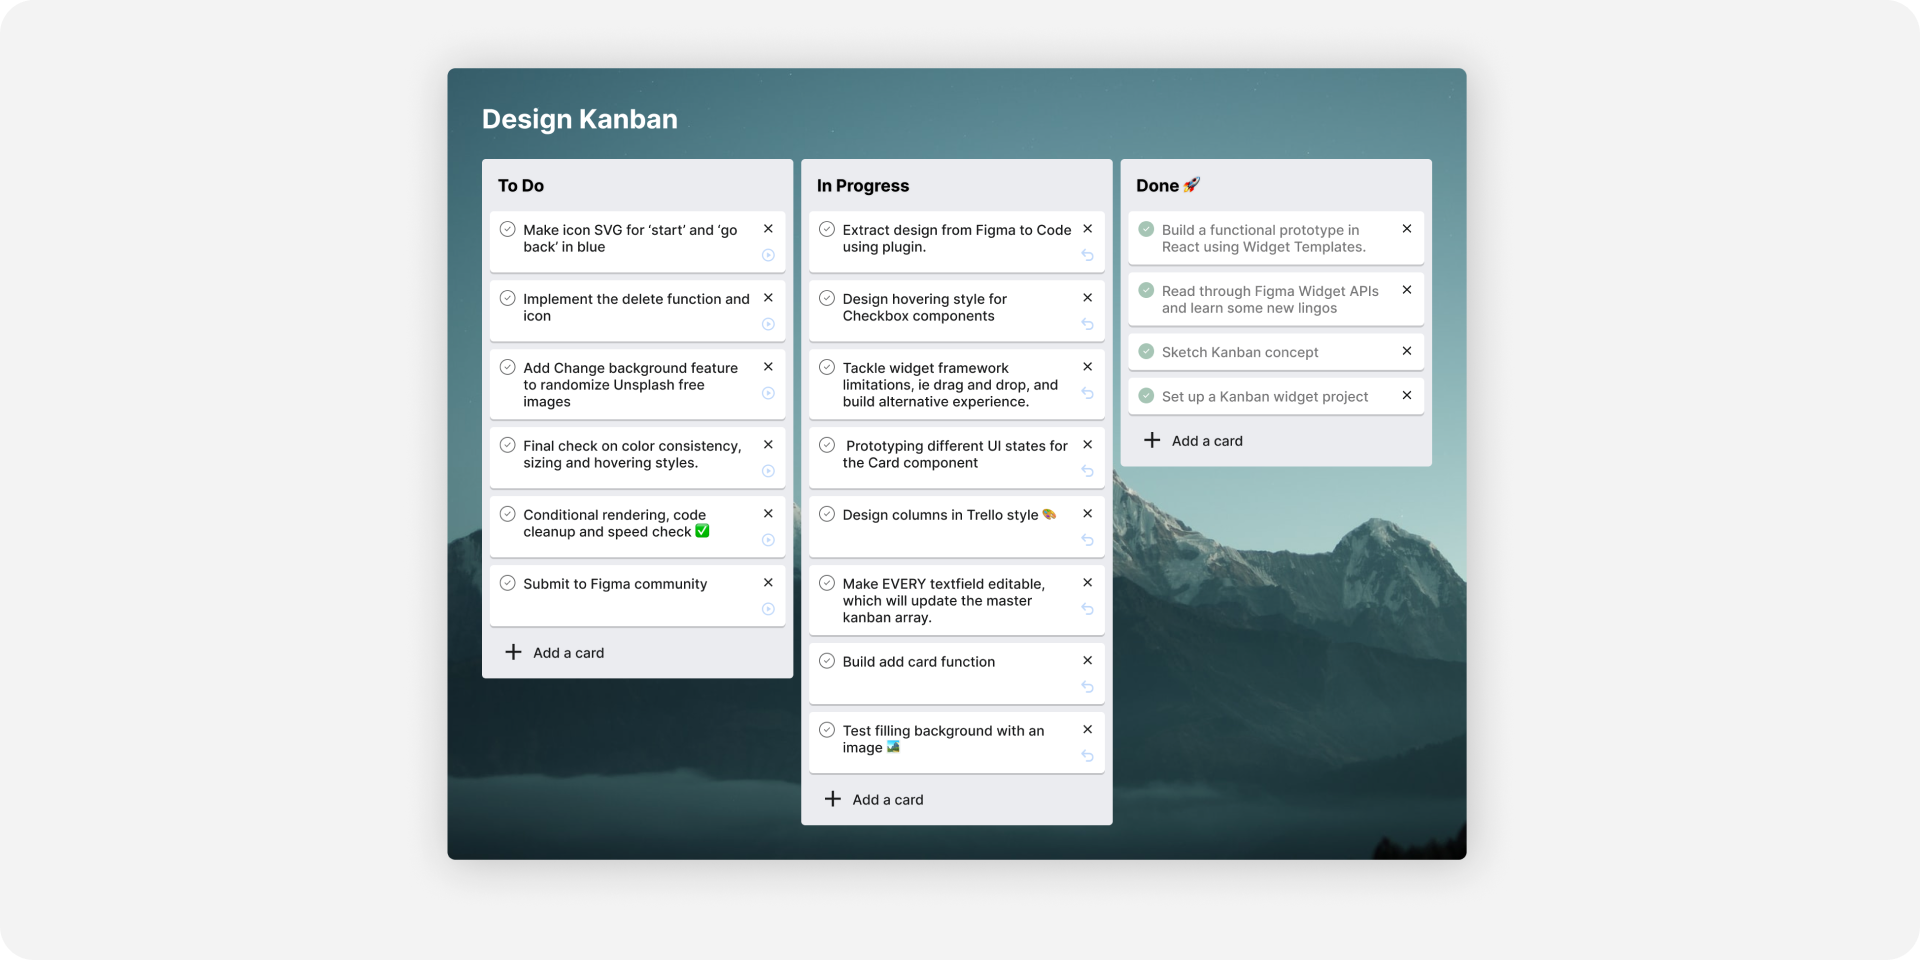 Design Kanban
To Do
Make icon SVG for ‘start’ and ‘go
back’ in blue
Implement the delete function and
icon
Add Change background feature
to randomize Unsplash free
images
Final check on color consistency,
sizing and hovering styles.
Conditional rendering, code
cleanup and speed check ✅
Submit to Figma community
Add a card
In Progress
Extract design from Figma to Code
using plugin.
Design hovering style for
Checkbox components
Tackle widget framework
limitations, ie drag and drop, and
build alternative experience.
Prototyping different UI states for
the Card component
Design columns in Trello style 🎨
Make EVERY textfield editable,
which will update the master
kanban array.
Build add card function
Test filling background with an
image 🏞️
Add a card
Done 🚀
Build a functional prototype in
React using Widget Templates.
Read through Figma Widget APIs
and learn some new lingos
Sketch Kanban concept
Set up a Kanban widget project
Add a card